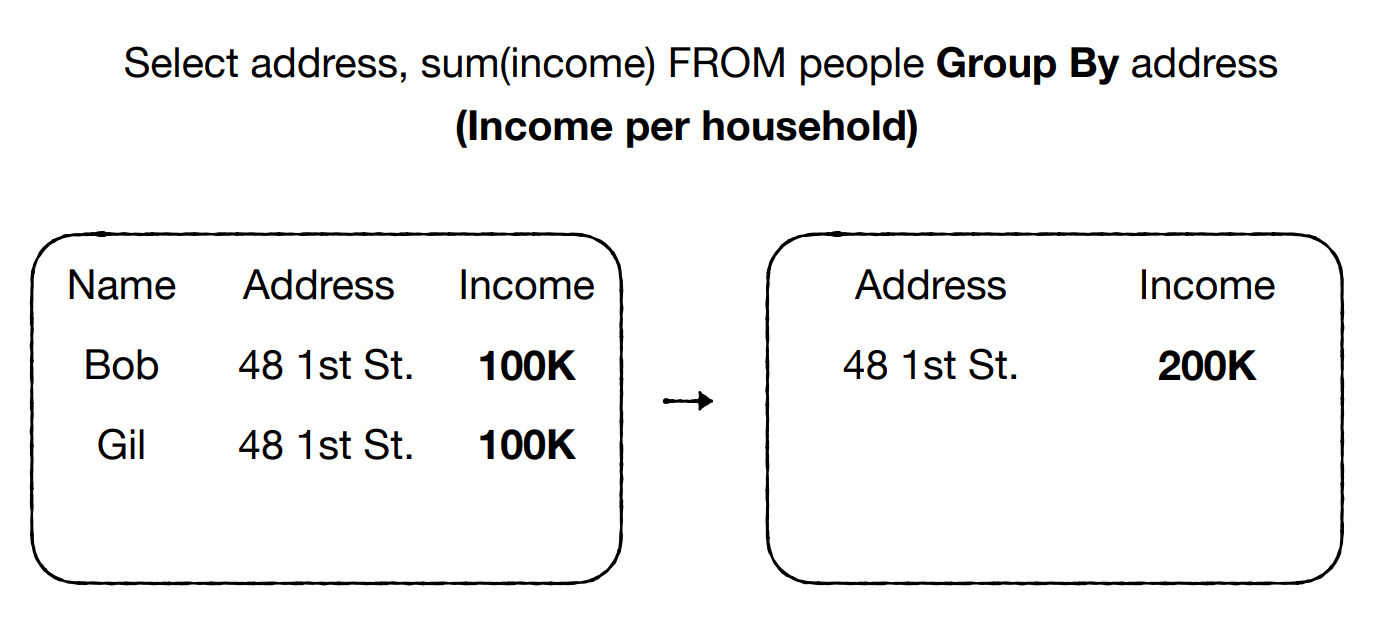 Select address, sum(income) FROM people Group By address
(Income per household)
Name Address Income
Bob 48 1st St. 100K
Gil 48 1st St. 100K
Address Income
48 1st St. 200K